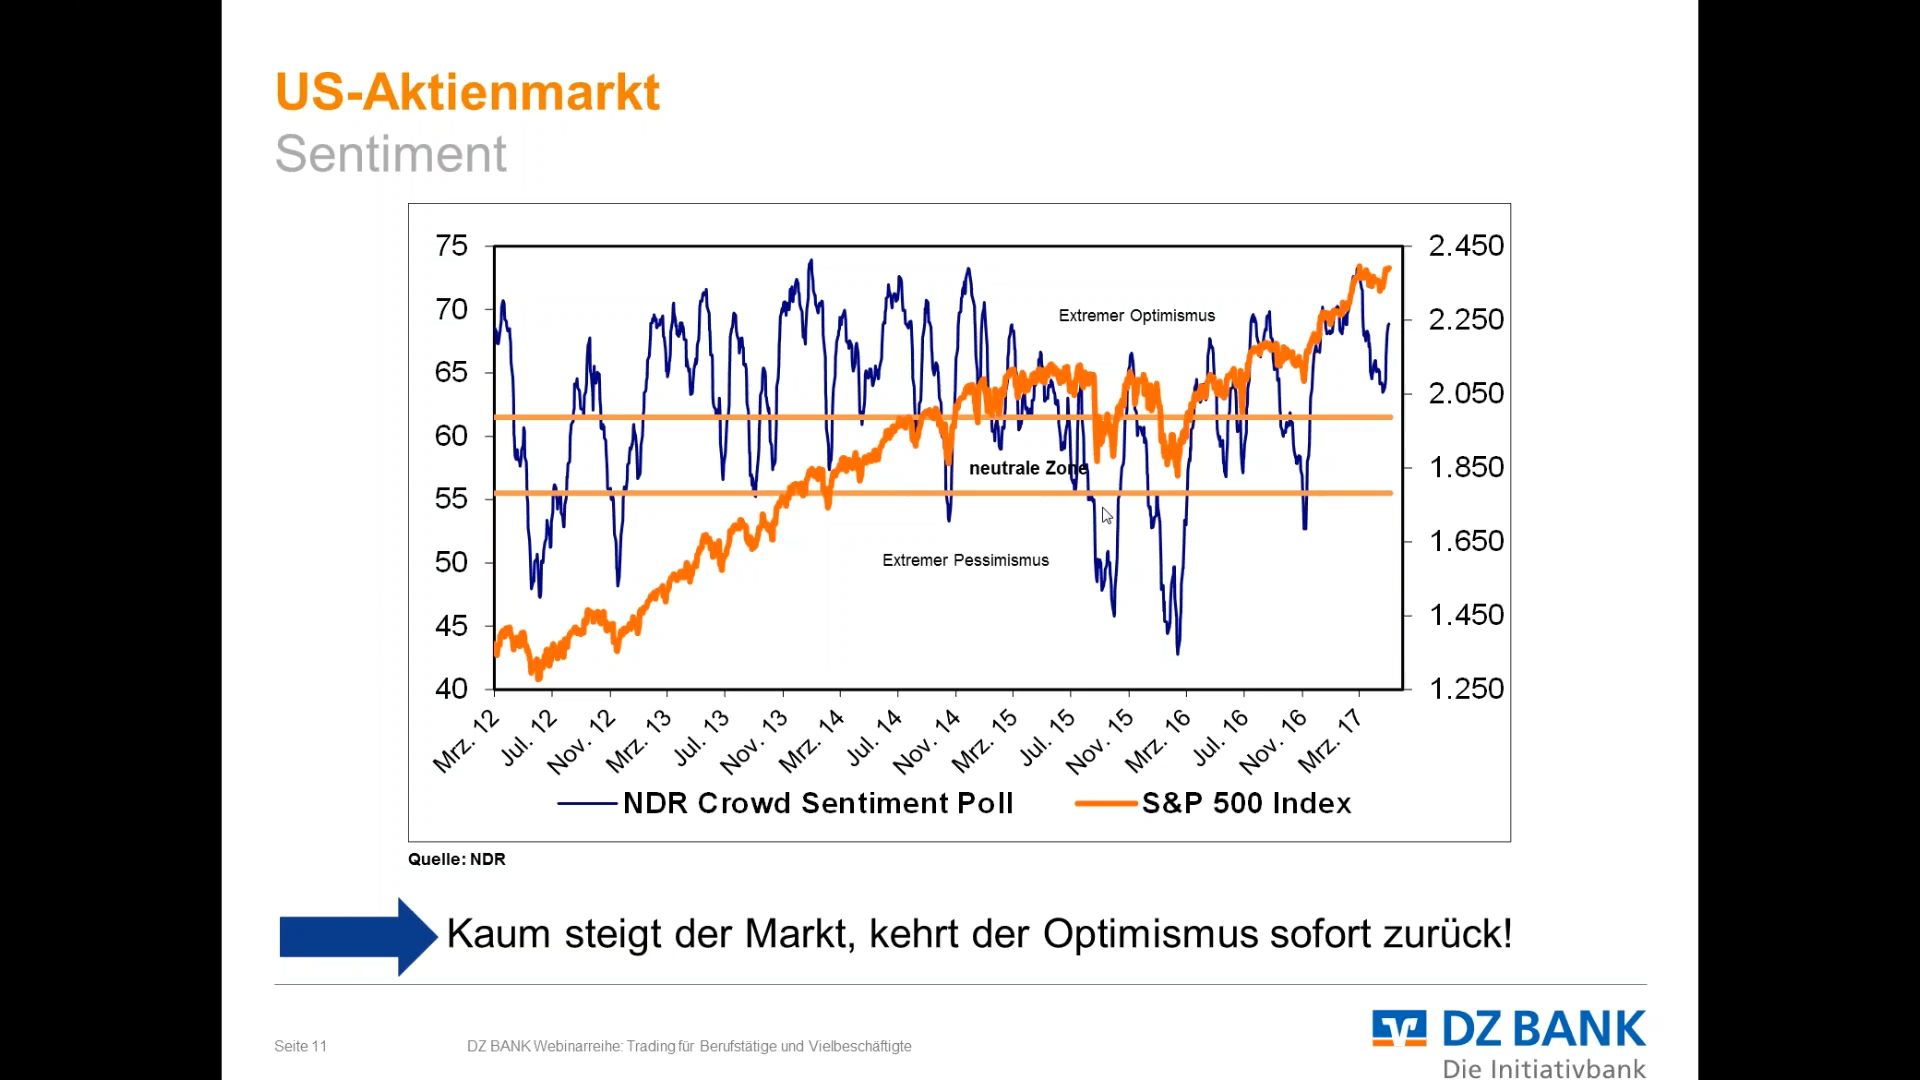 US-Aktienmarkt
Sentiment
75
70
65
60
55
50
45
40
2.450
2.250
2.050
1.850
1.650
1.450
1.250
Extremer Optimismus
neutrale Zone
Extremer Pessimismus
Mrz. 12
Jul. 12
Nov. 12
Mrz. 13
Jul. 13
Nov. 13
Mrz. 14
Jul. 14
Nov. 14
Mrz. 15
Jul. 15
Nov. 15
Mrz. 16
Jul. 16
Nov. 16
Mrz. 17
NDR Crowd Sentiment Poll
S&P 500 Index
Quelle: NDR
Kaum steigt der Markt, kehrt der Optimismus sofort zurück!
Seite 11
DZ BANK Webinarreihe: Trading für Berufstätige und Vielbeschäftigte
DZ BANK
Die Initiativbank